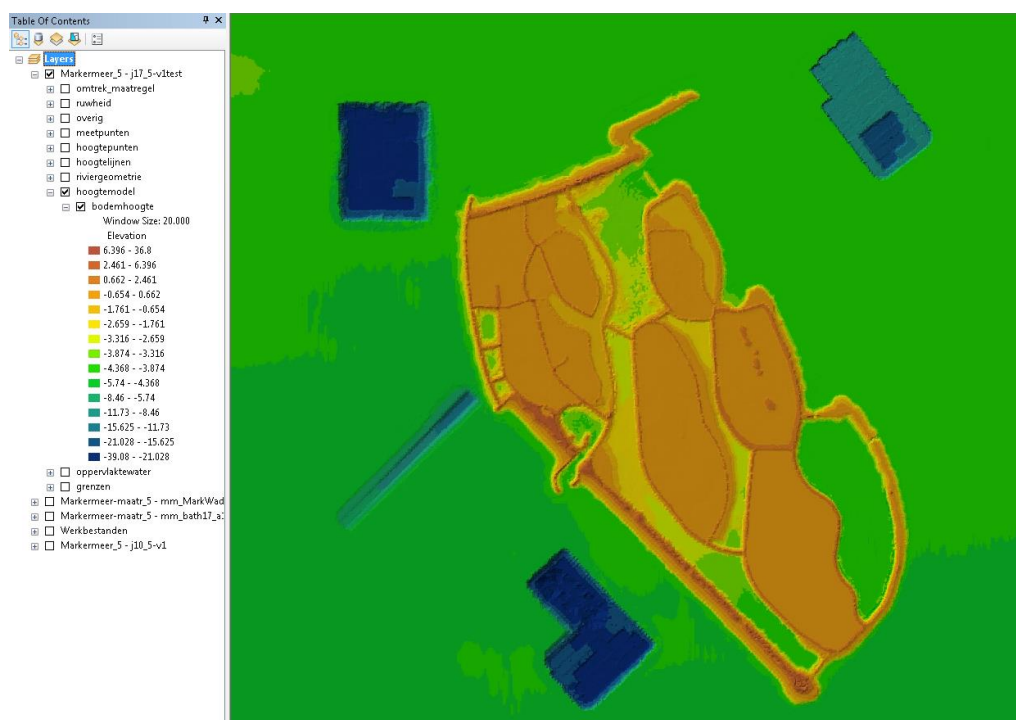 Table Of Contents
Layers
Markermeer_5 - j17_5-v1test
omtrek_maatregel
ruwheid
overig
meetpunten
hoogtepunten
hoogtelijnen
riviergeometrie
hoogtemodel
bodemhoogte
Window Size: 20.000
Elevation
6.396 - 36.8
2.461 - 6.396
0.662 - 2.461
-0.654 - 0.662
-1.761 - -0.654
-2.659 - -1.761
-3.316 - -2.659
-3.874 - -3.316
-4.368 - -3.874
-5.74 - -4.368
-8.46 - -5.74
-11.73 - -8.46
-15.625 - -11.73
-21.028 - -15.625
-39.08 - -21.028
oppervlaktewater
grenzen
Markermeer-maatr_5 - mm_MarkWad
Markermeer-maatr_5 - mm_bath17_a
Werkbestanden
Markermeer_5 - j10_5-v1